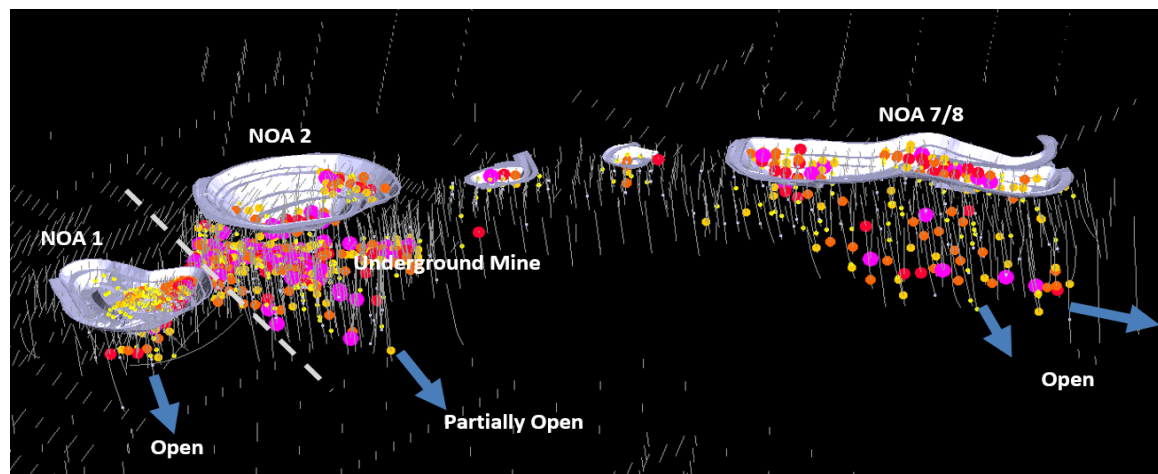 NOA 7/8
NOA 2
NOA 1
Underground Mine
Open
Partially Open
Open